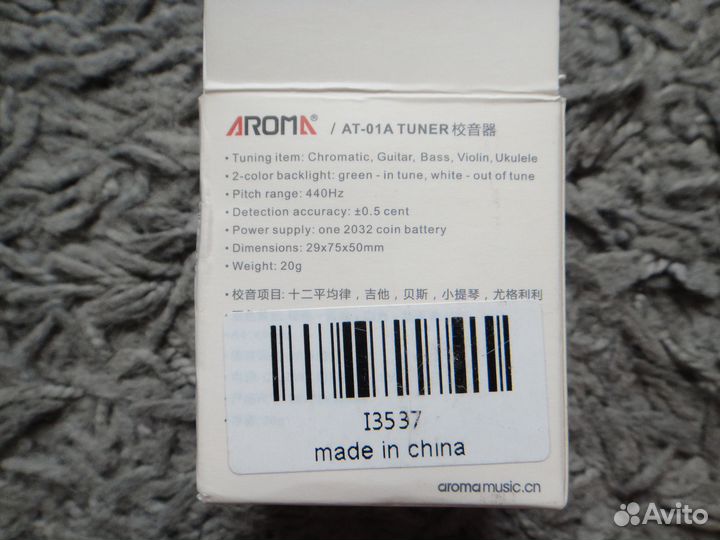 AROMA® / AT-01A TUNER 校音器
• Tuning item: Chromatic, Guitar, Bass, Violin, Ukulele
• 2-color backlight: green - in tune, white - out of tune
• Pitch range: 440Hz
• Detection accuracy: ±0.5 cent
• Power supply: one 2032 coin battery
• Dimensions: 29x75x50mm
• Weight: 20g
• 校音项目: 十二平均律，吉他，贝斯，小提琴，尤格利利
I3537
made in china
aromamusic.cn
Avito